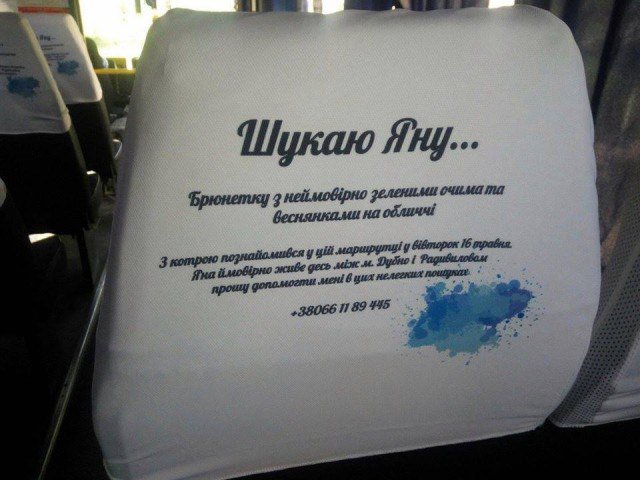 Шукаю Яну...
Брюнетку з неймовірно зеленими очима та
веснянками на обличчі
З котрою познайомився у цій маршрутці у вівторок 16 травня.
Яна ймовірно живе десь між м. Дубно і Радивиловом
прошу допомогти мені в цих нелегких пошуках
+38066 11 89 445